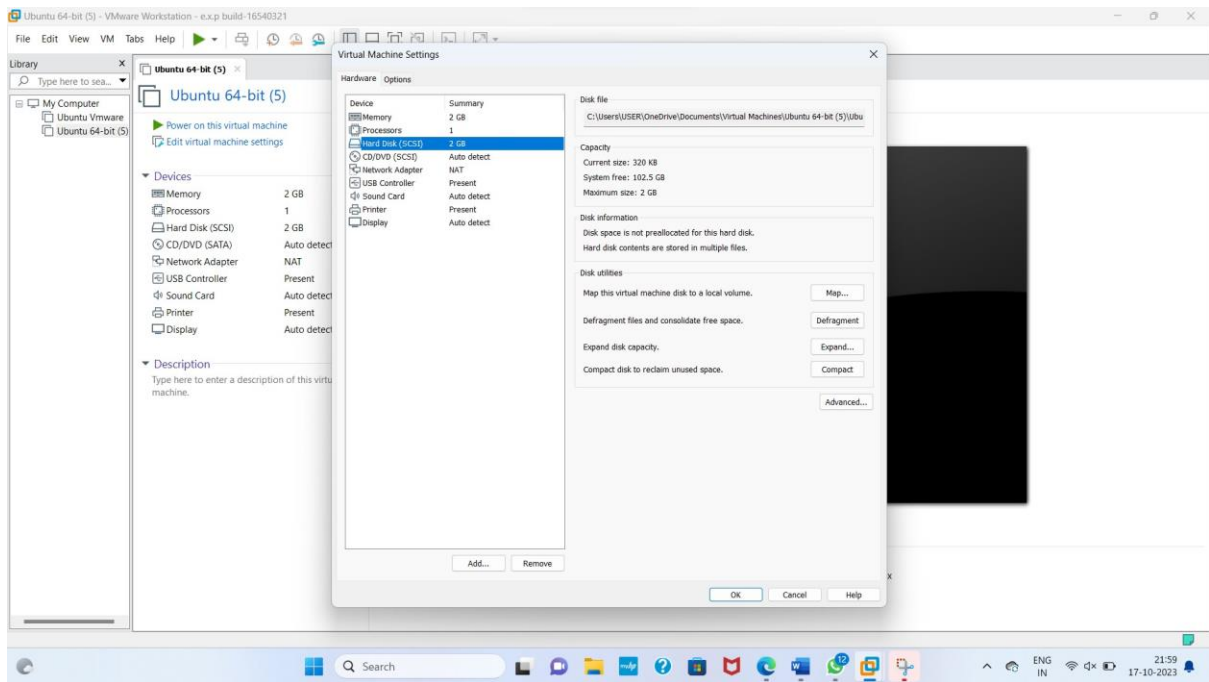 Ubuntu 64-bit (5) - VMware Workstation - e.x.p build-16540321
File Edit View VM Tabs Help
Library X
Type here to sea...
My Computer
Ubuntu Vmware
Ubuntu 64-bit (5)
Ubuntu 64-bit (5) ×
Ubuntu 64-bit (5)
Power on this virtual machine
Edit virtual machine settings
Devices
Memory 2 GB
Processors 1
Hard Disk (SCSI) 2 GB
CD/DVD (SATA) Auto detect
Network Adapter NAT
USB Controller Present
Sound Card Auto detect
Printer Present
Display Auto detect
Description
Type here to enter a description of this virtu
machine.
Virtual Machine Settings
Hardware Options
Device Summary
Memory 2 GB
Processors 1
Hard Disk (SCSI) 2 GB
CD/DVD (SCSI) Auto detect
Network Adapter NAT
USB Controller Present
Sound Card Auto detect
Printer Present
Display Auto detect
Add... Remove
Disk file
C:\Users\USER\OneDrive\Documents\Virtual Machines\Ubuntu 64-bit (5)\Ubu
Capacity
Current size: 320 KB
System free: 102.5 GB
Maximum size: 2 GB
Disk information
Disk space is not preallocated for this hard disk.
Hard disk contents are stored in multiple files.
Disk utilities
Map this virtual machine disk to a local volume. Map...
Defragment files and consolidate free space. Defragment
Expand disk capacity. Expand...
Compact disk to reclaim unused space. Compact
Advanced...
OK Cancel Help
x
Search
12
ENG
IN
21:59
17-10-2023